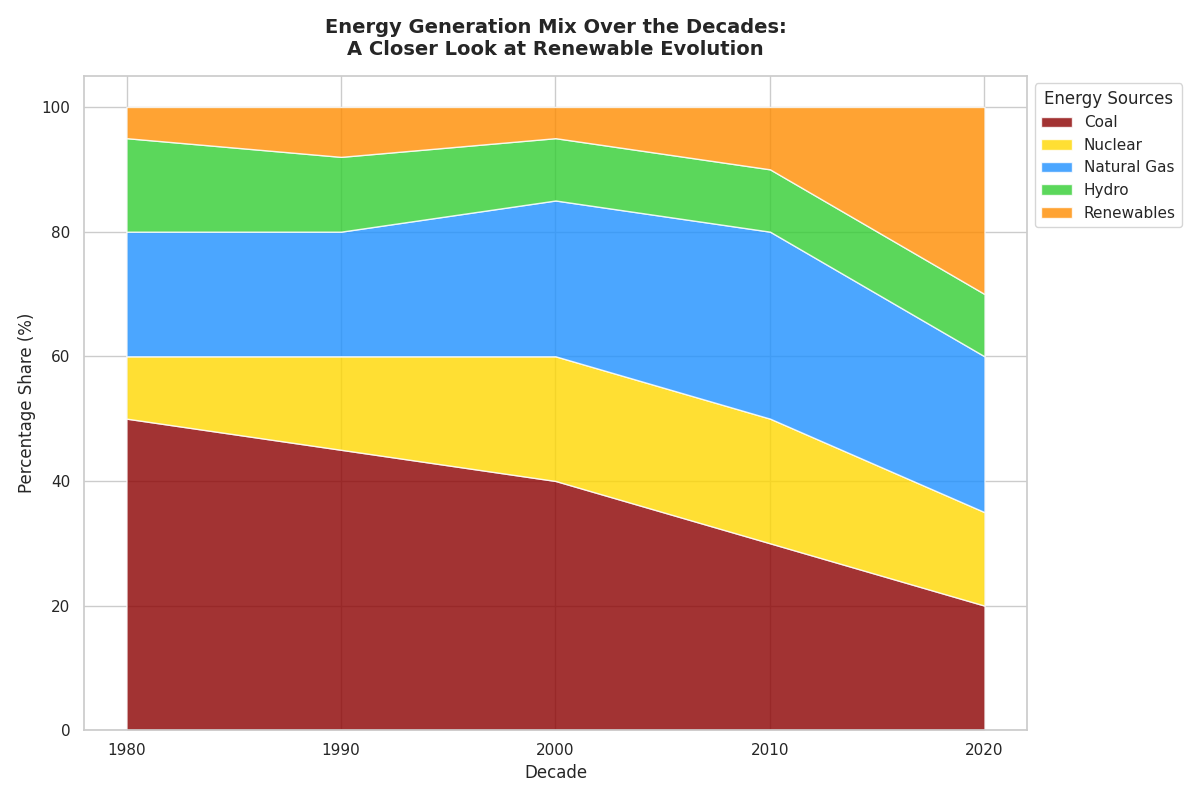 Energy Generation Mix Over the Decades:
A Closer Look at Renewable Evolution
Energy Sources
Coal
Nuclear
Natural Gas
Hydro
Renewables
Percentage Share (%)
100
80
60
40
20
0
1980
1990
2000
2010
2020
Decade